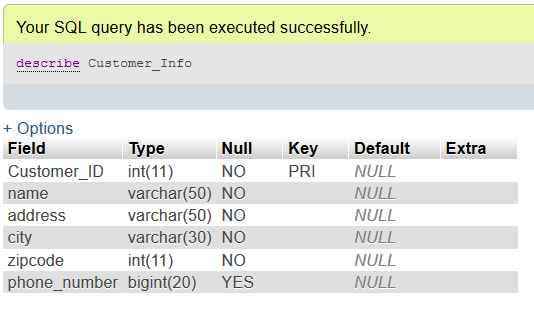 Your SQL query has been executed successfully.
describe Customer_Info
+ Options
Field Type Null Key Default Extra
Customer_ID int(11) NO PRI NULL
name varchar(50) NO NULL
address varchar(50) NO NULL
city varchar(30) NO NULL
zipcode int(11) NO NULL
phone_number bigint(20) YES NULL